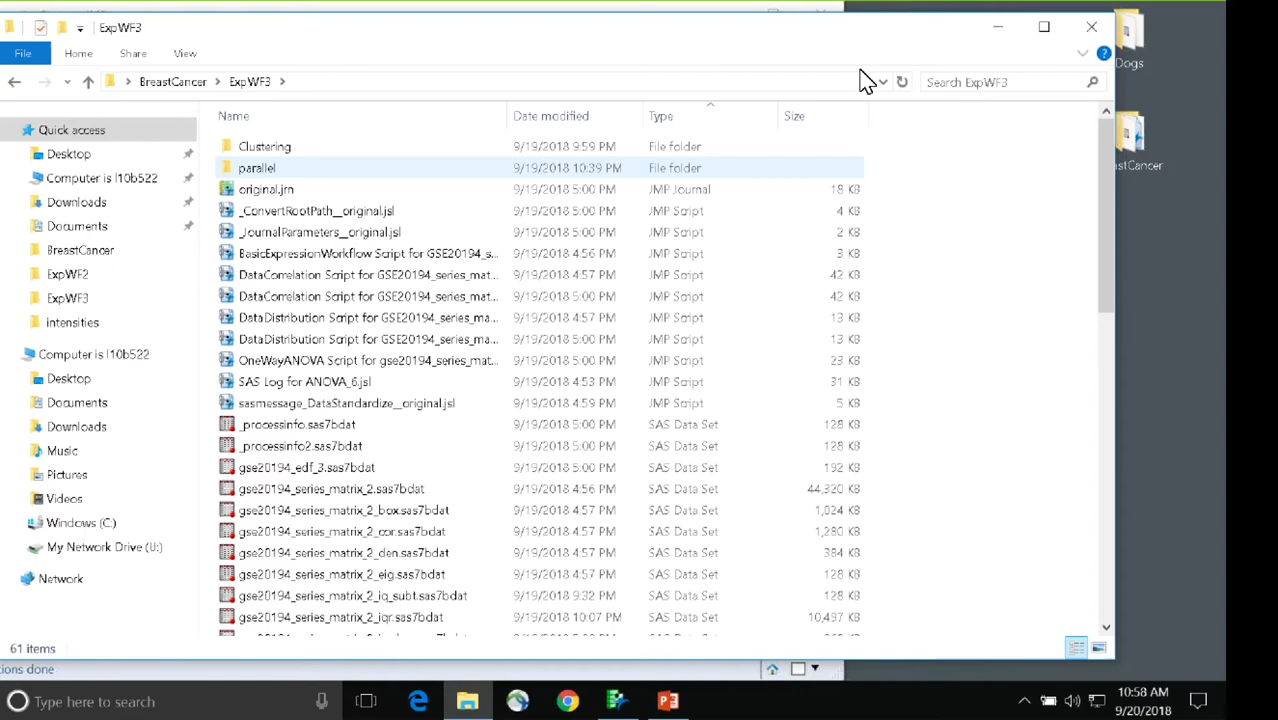 ExpWF3
File Home Share View
BreastCancer ExpWF3 Search ExpWF3
Name Date modified Type Size
Quick access
Desktop
Computer is l10b522
Downloads
Documents
BreastCancer
ExpWF2
ExpWF3
intensities
Computer is l10b522
Desktop
Documents
Downloads
Music
Pictures
Videos
Windows (C:)
My Network Drive (U:)
Network
Clustering 9/19/2018 9:59 PM File folder
parallel 9/19/2018 10:39 PM File folder
original.jrn 9/19/2018 5:00 PM JMP Journal 18 KB
_ConvertRootPath__original.jsl 9/19/2018 5:00 PM JMP Script 4 KB
_JournalParameters__original.jsl 9/19/2018 5:00 PM JMP Script 2 KB
BasicExpressionWorkflow Script for GSE20194_s... 9/19/2018 4:56 PM JMP Script 3 KB
DataCorrelation Script for GSE20194_series_mat... 9/19/2018 4:57 PM JMP Script 42 KB
DataCorrelation Script for GSE20194_series_mat... 9/19/2018 5:00 PM JMP Script 42 KB
DataDistribution Script for GSE20194_series_ma... 9/19/2018 4:57 PM JMP Script 13 KB
DataDistribution Script for GSE20194_series_ma... 9/19/2018 5:00 PM JMP Script 13 KB
OneWayANOVA Script for gse20194_series_mat... 9/19/2018 5:00 PM JMP Script 23 KB
SAS Log for ANOVA_6.jsl 9/19/2018 4:53 PM JMP Script 31 KB
sasmessage_DataStandardize__original.jsl 9/19/2018 4:59 PM JMP Script 5 KB
_processinfo.sas7bdat 9/19/2018 5:00 PM SAS Data Set 128 KB
_processinfo2.sas7bdat 9/19/2018 5:00 PM SAS Data Set 128 KB
gse20194_edf_3.sas7bdat 9/19/2018 5:00 PM SAS Data Set 192 KB
gse20194_series_matrix_2.sas7bdat 9/19/2018 4:56 PM SAS Data Set 44,320 KB
gse20194_series_matrix_2_box.sas7bdat 9/19/2018 4:57 PM SAS Data Set 1,024 KB
gse20194_series_matrix_2_cor.sas7bdat 9/19/2018 4:57 PM SAS Data Set 1,280 KB
gse20194_series_matrix_2_den.sas7bdat 9/19/2018 4:57 PM SAS Data Set 384 KB
gse20194_series_matrix_2_eig.sas7bdat 9/19/2018 4:57 PM SAS Data Set 128 KB
gse20194_series_matrix_2_iq_subt.sas7bdat 9/19/2018 9:32 PM SAS Data Set 128 KB
gse20194_series_matrix_2_iqr.sas7bdat 9/19/2018 10:07 PM SAS Data Set 10,497 KB
61 items
Dogs
astCancer
ions done
Type here to search
10:58 AM
9/20/2018